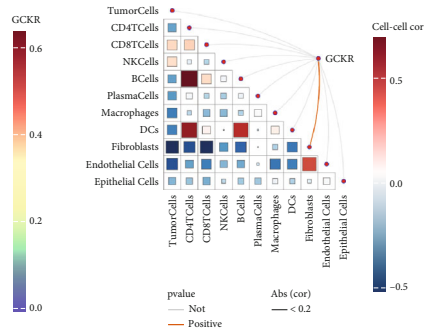 GCKR
0.6
0.4
0.2
0.0
TumorCells
CD4TCells
CD8TCells
NKCells
BCells
PlasmaCells
Macrophages
DCs
Fibroblasts
Endothelial Cells
Epithelial Cells
GCKR
TumorCells
CD4TCells
CD8TCells
NKCells
BCells
PlasmaCells
Macrophages
DCs
Fibroblasts
Endothelial Cells
Epithelial Cells
Cell-cell cor
0.5
0.0
−0.5
pvalue
Not
Positive
Abs (cor)
< 0.2